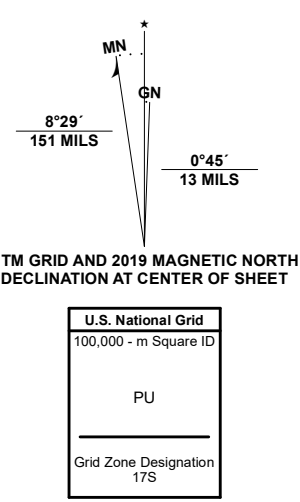 ★
MN
GN
8°29´
151 MILS
0°45´
13 MILS
TM GRID AND 2019 MAGNETIC NORTH
DECLINATION AT CENTER OF SHEET
U.S. National Grid
100,000 - m Square ID
PU
Grid Zone Designation
17S